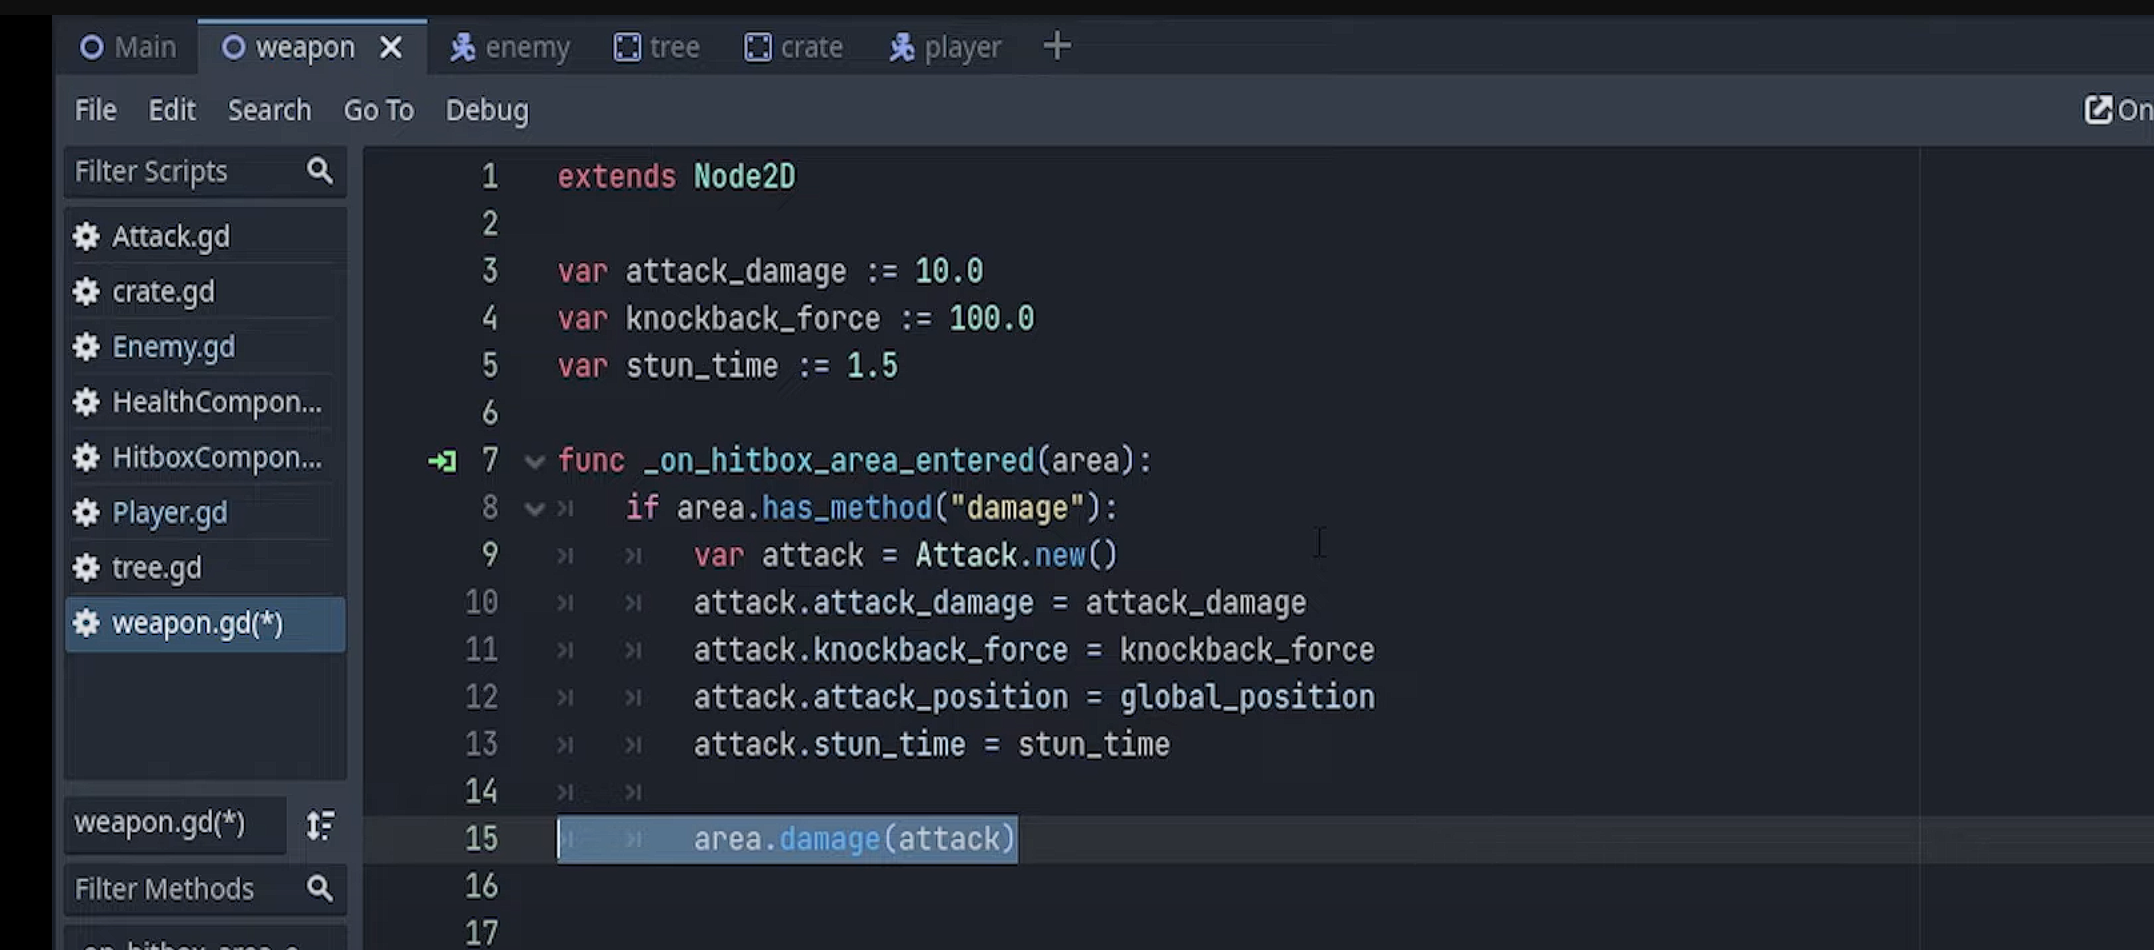 Main weapon enemy tree crate player
File Edit Search Go To Debug On
Filter Scripts
Attack.gd
crate.gd
Enemy.gd
HealthCompon...
HitboxCompon...
Player.gd
tree.gd
weapon.gd(*)
weapon.gd(*)
Filter Methods
1 extends Node2D
2
3 var attack_damage := 10.0
4 var knockback_force := 100.0
5 var stun_time := 1.5
6
7 func _on_hitbox_area_entered(area):
8 if area.has_method("damage"):
9 var attack = Attack.new()
10 attack.attack_damage = attack_damage
11 attack.knockback_force = knockback_force
12 attack.attack_position = global_position
13 attack.stun_time = stun_time
14
15 area.damage(attack)
16
17